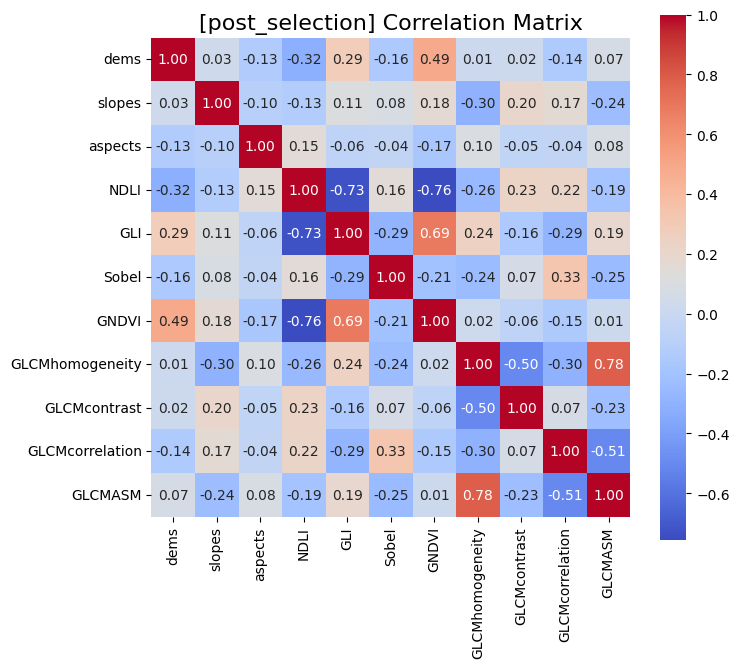 [post_selection] Correlation Matrix
dems 1.00 0.03 -0.13 -0.32 0.29 -0.16 0.49 0.01 0.02 -0.14 0.07
slopes 0.03 1.00 -0.10 -0.13 0.11 0.08 0.18 -0.30 0.20 0.17 -0.24
aspects -0.13 -0.10 1.00 0.15 -0.06 -0.04 -0.17 0.10 -0.05 -0.04 0.08
NDLI -0.32 -0.13 0.15 1.00 -0.73 0.16 -0.76 -0.26 0.23 0.22 -0.19
GLI 0.29 0.11 -0.06 -0.73 1.00 -0.29 0.69 0.24 -0.16 -0.29 0.19
Sobel -0.16 0.08 -0.04 0.16 -0.29 1.00 -0.21 -0.24 0.07 0.33 -0.25
GNDVI 0.49 0.18 -0.17 -0.76 0.69 -0.21 1.00 0.02 -0.06 -0.15 0.01
GLCMhomogeneity 0.01 -0.30 0.10 -0.26 0.24 -0.24 0.02 1.00 -0.50 -0.30 0.78
GLCMcontrast 0.02 0.20 -0.05 0.23 -0.16 0.07 -0.06 -0.50 1.00 0.07 -0.23
GLCMcorrelation -0.14 0.17 -0.04 0.22 -0.29 0.33 -0.15 -0.30 0.07 1.00 -0.51
GLCMASM 0.07 -0.24 0.08 -0.19 0.19 -0.25 0.01 0.78 -0.23 -0.51 1.00
dems
slopes
aspects
NDLI
GLI
Sobel
GNDVI
GLCMhomogeneity
GLCMcontrast
GLCMcorrelation
GLCMASM
1.0
0.8
0.6
0.4
0.2
0.0
−0.2
−0.4
−0.6